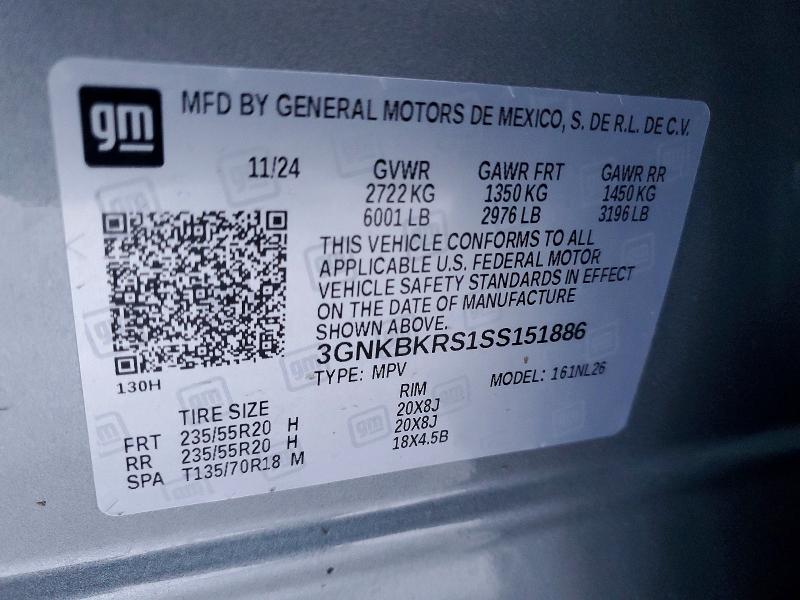 gm
MFD BY GENERAL MOTORS DE MEXICO, S. DE R.L. DE C.V.
11/24 GVWR GAWR FRT GAWR RR
2722 KG 1350 KG 1450 KG
6001 LB 2976 LB 3196 LB
THIS VEHICLE CONFORMS TO ALL
APPLICABLE U.S. FEDERAL MOTOR
VEHICLE SAFETY STANDARDS IN EFFECT
ON THE DATE OF MANUFACTURE
SHOWN ABOVE.
3GNKBKRS1SS151886
130H
TYPE: MPV MODEL: 161NL26
TIRE SIZE RIM
FRT 235/55R20 H 20X8J
RR 235/55R20 H 20X8J
SPA T135/70R18 M 18X4.5B